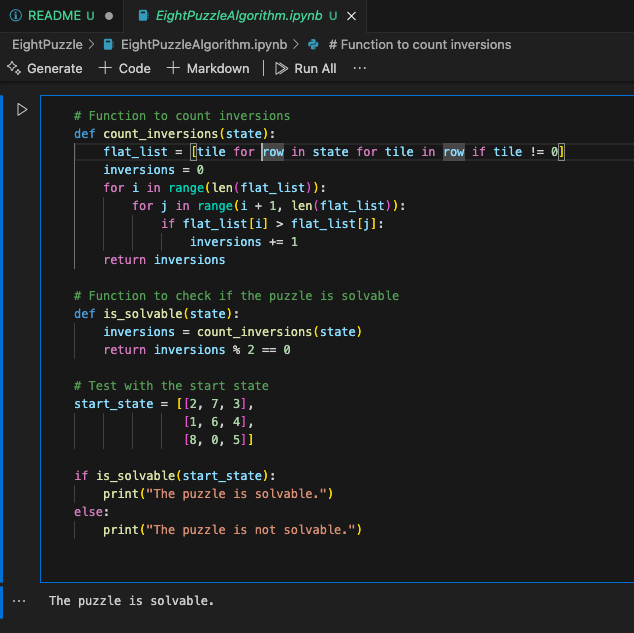 README U ●
EightPuzzleAlgorithm.ipynb U ×
EightPuzzle > EightPuzzleAlgorithm.ipynb > # Function to count inversions
Generate + Code + Markdown | Run All ...
# Function to count inversions
def count_inversions(state):
    flat_list = [tile for row in state for tile in row if tile != 0]
    inversions = 0
    for i in range(len(flat_list)):
        for j in range(i + 1, len(flat_list)):
            if flat_list[i] > flat_list[j]:
                inversions += 1
    return inversions

# Function to check if the puzzle is solvable
def is_solvable(state):
    inversions = count_inversions(state)
    return inversions % 2 == 0

# Test with the start state
start_state = [[2, 7, 3],
               [1, 6, 4],
               [8, 0, 5]]

if is_solvable(start_state):
    print("The puzzle is solvable.")
else:
    print("The puzzle is not solvable.")

... The puzzle is solvable.